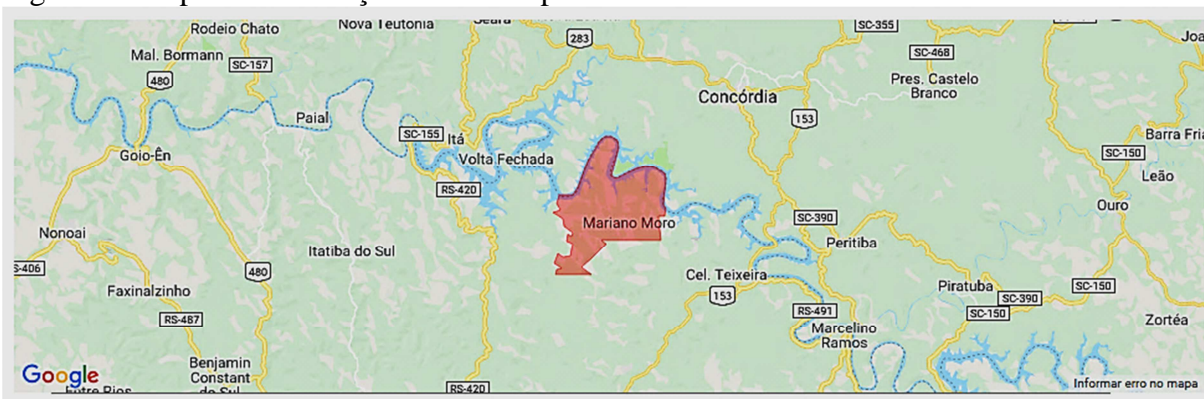 Rodeio Chato
Nova Teutonia
Seara
283
SC-355
SC-468
Mal. Bormann
SC-157
480
Pres. Castelo
Branco
Concórdia
153
Paial
SC-155
Itá
Volta Fechada
Barra Fria
SC-150
Leão
Goio-Ên
RS-420
Ouro
Mariano Moro
SC-390
Nonoai
Itatiba do Sul
Peritiba
RS-406
480
Cel. Teixeira
153
Faxinalzinho
Piratuba
SC-150
SC-390
SC-150
RS-487
RS-491
Marcelino
Ramos
Zortéa
Benjamin
Constant
do Sul
Google
RS-420
Informar erro no mapa